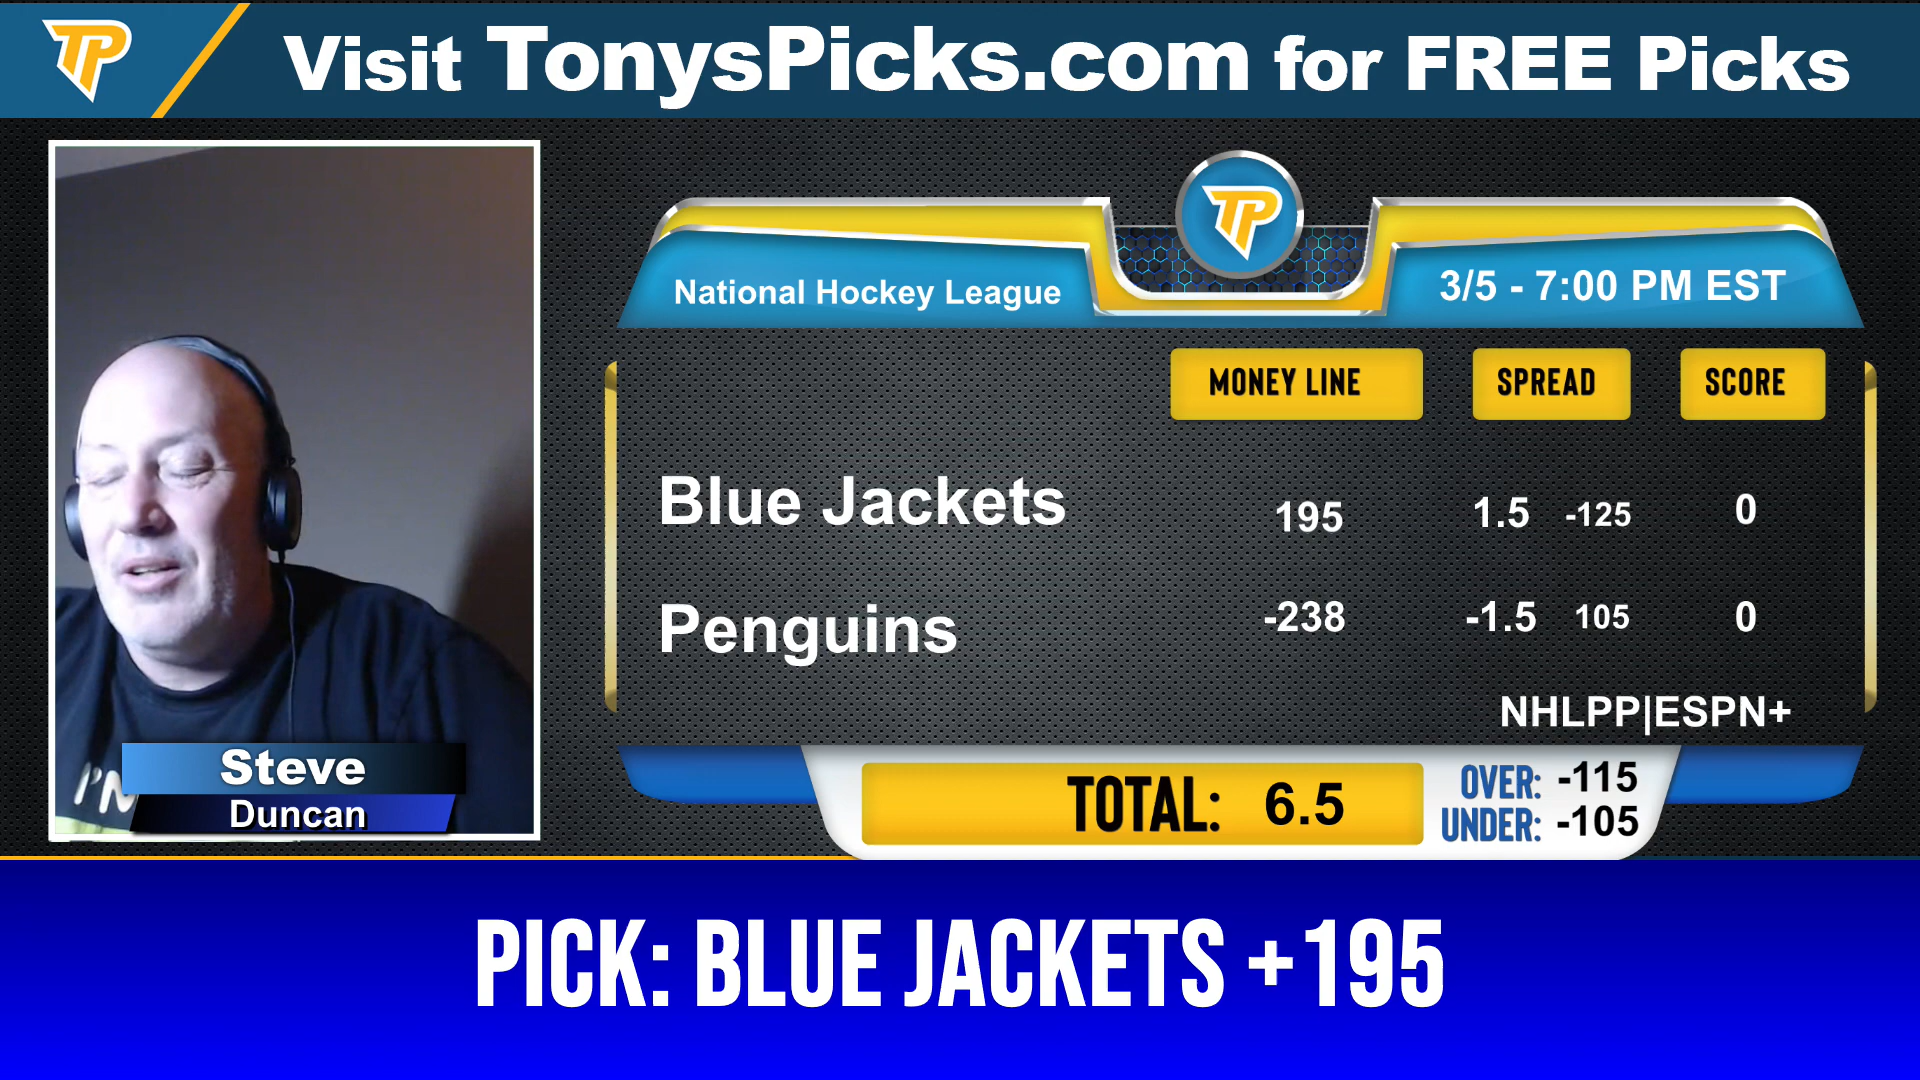 TP
Visit TonysPicks.com for FREE Picks
TP
National Hockey League
3/5 - 7:00 PM EST
MONEY LINE SPREAD SCORE
Blue Jackets 195 1.5 -125 0
Penguins -238 -1.5 105 0
NHLPP|ESPN+
TOTAL: 6.5
OVER: -115
UNDER: -105
I'M
Steve
Duncan
PICK: BLUE JACKETS +195